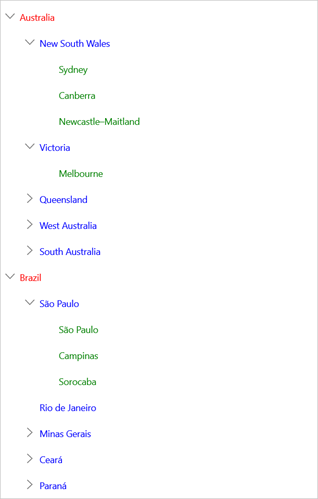 Australia
New South Wales
Sydney
Canberra
Newcastle–Maitland
Victoria
Melbourne
Queensland
West Australia
South Australia
Brazil
São Paulo
São Paulo
Campinas
Sorocaba
Rio de Janeiro
Minas Gerais
Ceará
Paraná